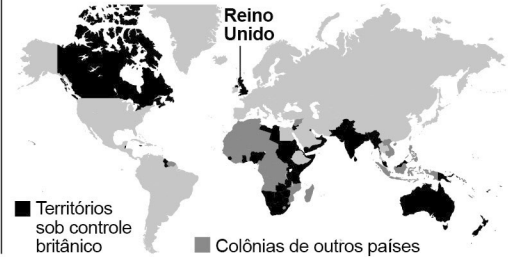 Reino
Unido
Territórios
sob controle
britânico
Colônias de outros países